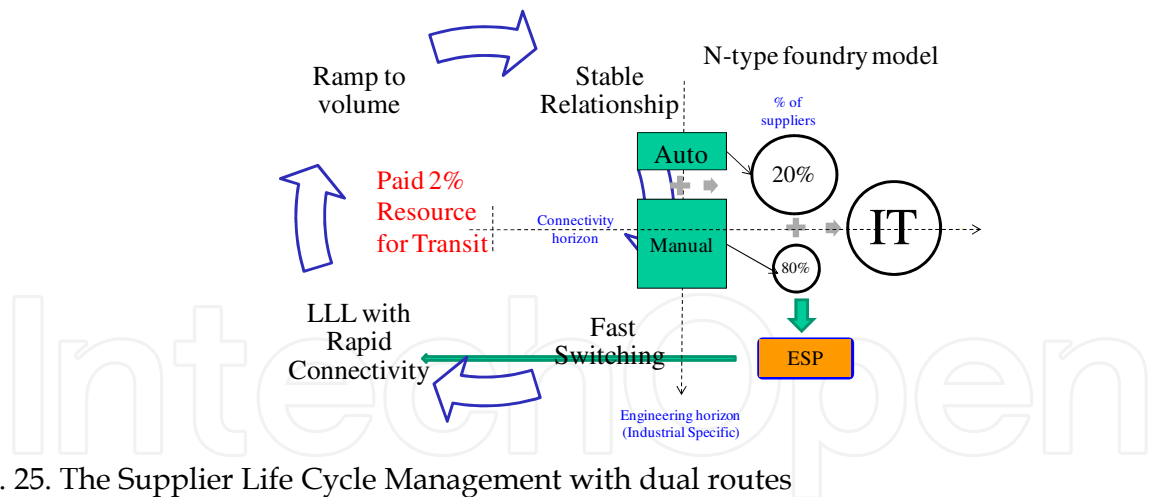 N-type foundry model
Ramp to
volume
Stable
Relationship
% of
suppliers
Auto
20%
Paid 2%
Resource
for Transit
Connectivity
horizon
Manual
IT
80%
LLL with
Rapid
Connectivity
Fast
Switching
ESP
Engineering horizon
(Industrial Specific)
IntechOpen
. 25. The Supplier Life Cycle Management with dual routes